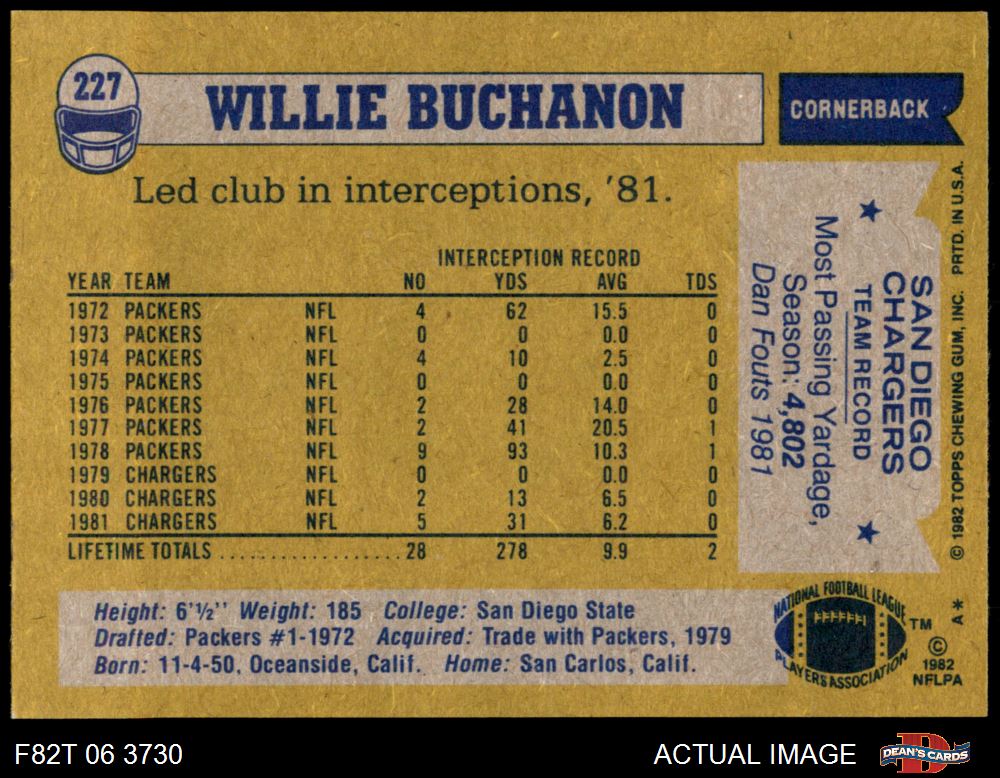 227
WILLIE BUCHANON
CORNERBACK
Led club in interceptions, '81.
INTERCEPTION RECORD
YEAR TEAM NO YDS AVG TDS
1972 PACKERS NFL 4 62 15.5 0
1973 PACKERS NFL 0 0 0.0 0
1974 PACKERS NFL 4 10 2.5 0
1975 PACKERS NFL 0 0 0.0 0
1976 PACKERS NFL 2 28 14.0 0
1977 PACKERS NFL 2 41 20.5 1
1978 PACKERS NFL 9 93 10.3 1
1979 CHARGERS NFL 0 0 0.0 0
1980 CHARGERS NFL 2 13 6.5 0
1981 CHARGERS NFL 5 31 6.2 0
LIFETIME TOTALS .................. 28 278 9.9 2
SAN DIEGO
CHARGERS
TEAM RECORD
Most Passing Yardage,
Season: 4,802
Dan Fouts 1981
© 1982 TOPPS CHEWING GUM, INC. PRTD. IN U.S.A.
Height: 6'½'' Weight: 185 College: San Diego State
Drafted: Packers #1-1972 Acquired: Trade with Packers, 1979
Born: 11-4-50, Oceanside, Calif. Home: San Carlos, Calif.
NATIONAL FOOTBALL LEAGUE
PLAYERS ASSOCIATION
TM
A*
©
1982
NFLPA
F82T 06 3730
ACTUAL IMAGE
DEAN'S CARDS